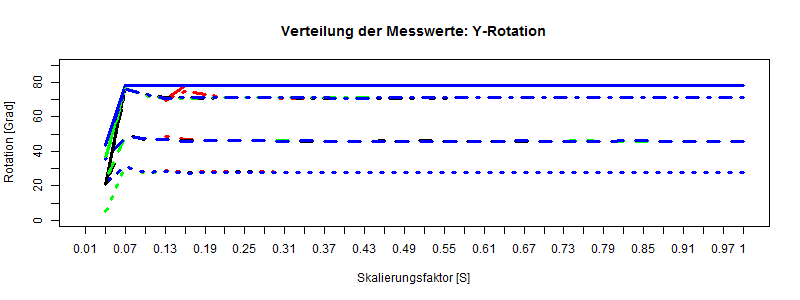 Verteilung der Messwerte: Y-Rotation
Rotation [Grad]
80
60
40
20
0
0.01 0.07 0.13 0.19 0.25 0.31 0.37 0.43 0.49 0.55 0.61 0.67 0.73 0.79 0.85 0.91 0.97 1
Skalierungsfaktor [S]